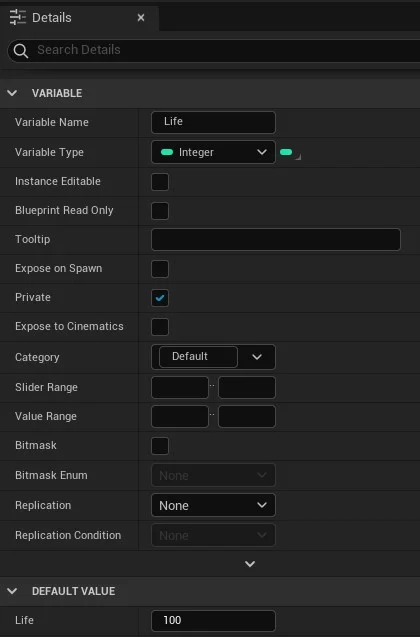 Details
Search Details
VARIABLE
Variable Name Life
Variable Type Integer
Instance Editable
Blueprint Read Only
Tooltip
Expose on Spawn
Private
Expose to Cinematics
Category Default
Slider Range ..
Value Range ..
Bitmask
Bitmask Enum None
Replication None
Replication Condition None
DEFAULT VALUE
Life 100